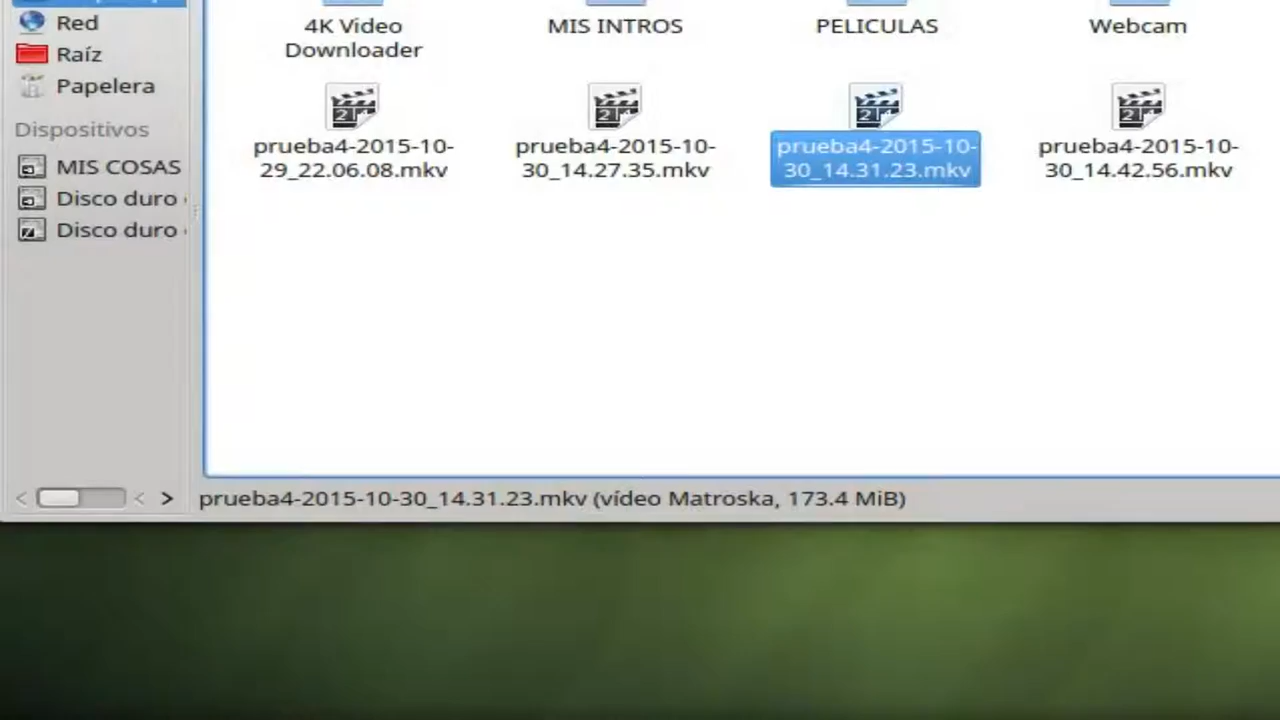 Red
Raíz
Papelera
Dispositivos
MIS COSAS
Disco duro
Disco duro
4K Video
Downloader
MIS INTROS
PELICULAS
Webcam
prueba4-2015-10-
29_22.06.08.mkv
prueba4-2015-10-
30_14.27.35.mkv
prueba4-2015-10-
30_14.31.23.mkv
prueba4-2015-10-
30_14.42.56.mkv
prueba4-2015-10-30_14.31.23.mkv (vídeo Matroska, 173.4 MiB)